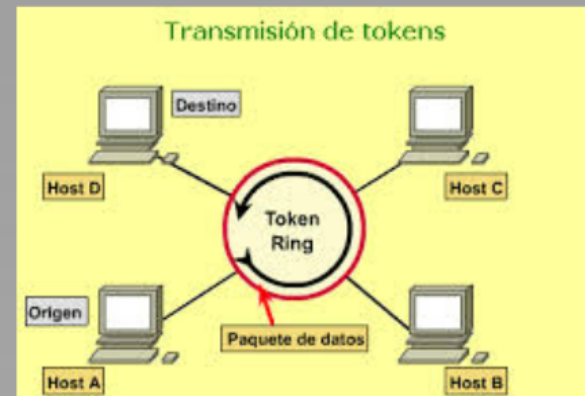 Transmisión de tokens
Destino
Host D
Host C
Token
Ring
Origen
Paquete de datos
Host A
Host B